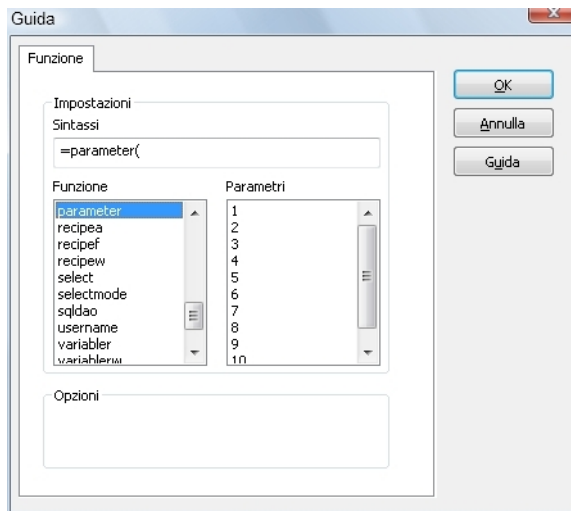 Guida
Funzione
Impostazioni
Sintassi
=parameter(
Funzione
parameter
recipea
recipef
recipew
select
selectmode
sqldao
username
variabler
variablerw
Parametri
1
2
3
4
5
6
7
8
9
10
Opzioni
OK
Annulla
Guida